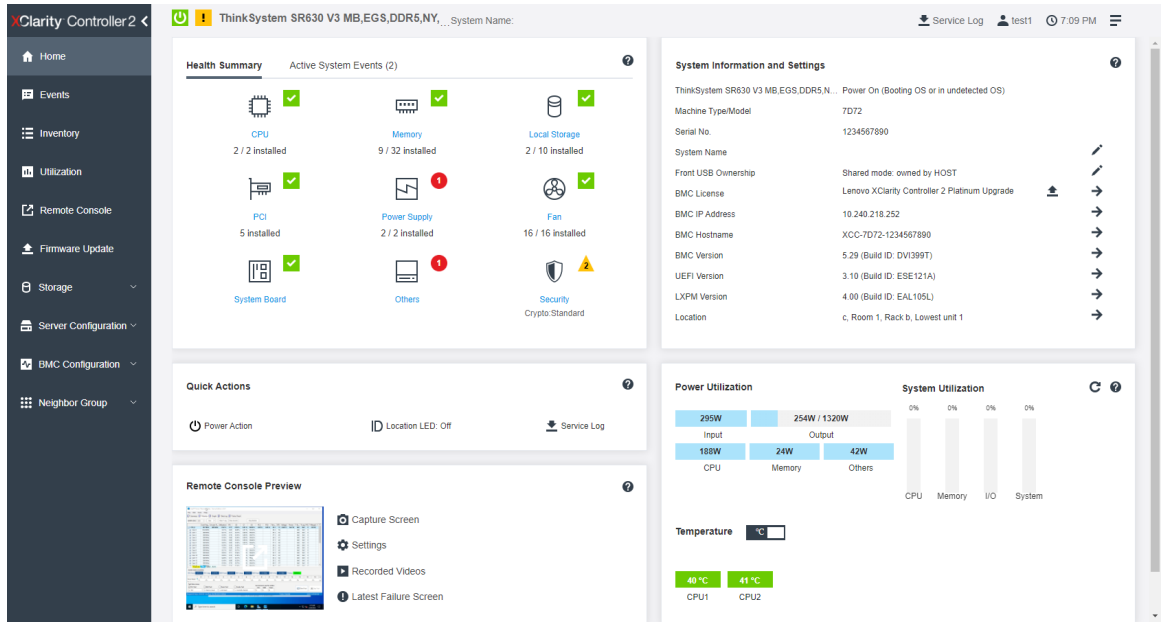 XClarity Controller 2
ThinkSystem SR630 V3 MB,EGS,DDR5,NY,... System Name:
Service Log
test1
7:09 PM
Home
Events
Inventory
Utilization
Remote Console
Firmware Update
Storage
Server Configuration
BMC Configuration
Neighbor Group
Health Summary
Active System Events (2)
CPU
2 / 2 installed
Memory
9 / 32 installed
Local Storage
2 / 10 installed
PCI
5 installed
1
Power Supply
2 / 2 installed
Fan
16 / 16 installed
System Board
1
Others
2
Security
Crypto:Standard
System Information and Settings
ThinkSystem SR630 V3 MB,EGS,DDR5,N... Power On (Booting OS or in undetected OS)
Machine Type/Model 7D72
Serial No. 1234567890
System Name
Front USB Ownership Shared mode: owned by HOST
BMC License Lenovo XClarity Controller 2 Platinum Upgrade
BMC IP Address 10.240.218.252
BMC Hostname XCC-7D72-1234567890
BMC Version 5.29 (Build ID: DVI399T)
UEFI Version 3.10 (Build ID: ESE121A)
LXPM Version 4.00 (Build ID: EAL105L)
Location c, Room 1, Rack b, Lowest unit 1
Quick Actions
Power Action
Location LED: Off
Service Log
Remote Console Preview
Capture Screen
Settings
Recorded Videos
Latest Failure Screen
Power Utilization
295W 254W / 1320W
Input Output
188W 24W 42W
CPU Memory Others
System Utilization
0% 0% 0% 0%
CPU Memory I/O System
Temperature °C
40 °C 41 °C
CPU1 CPU2